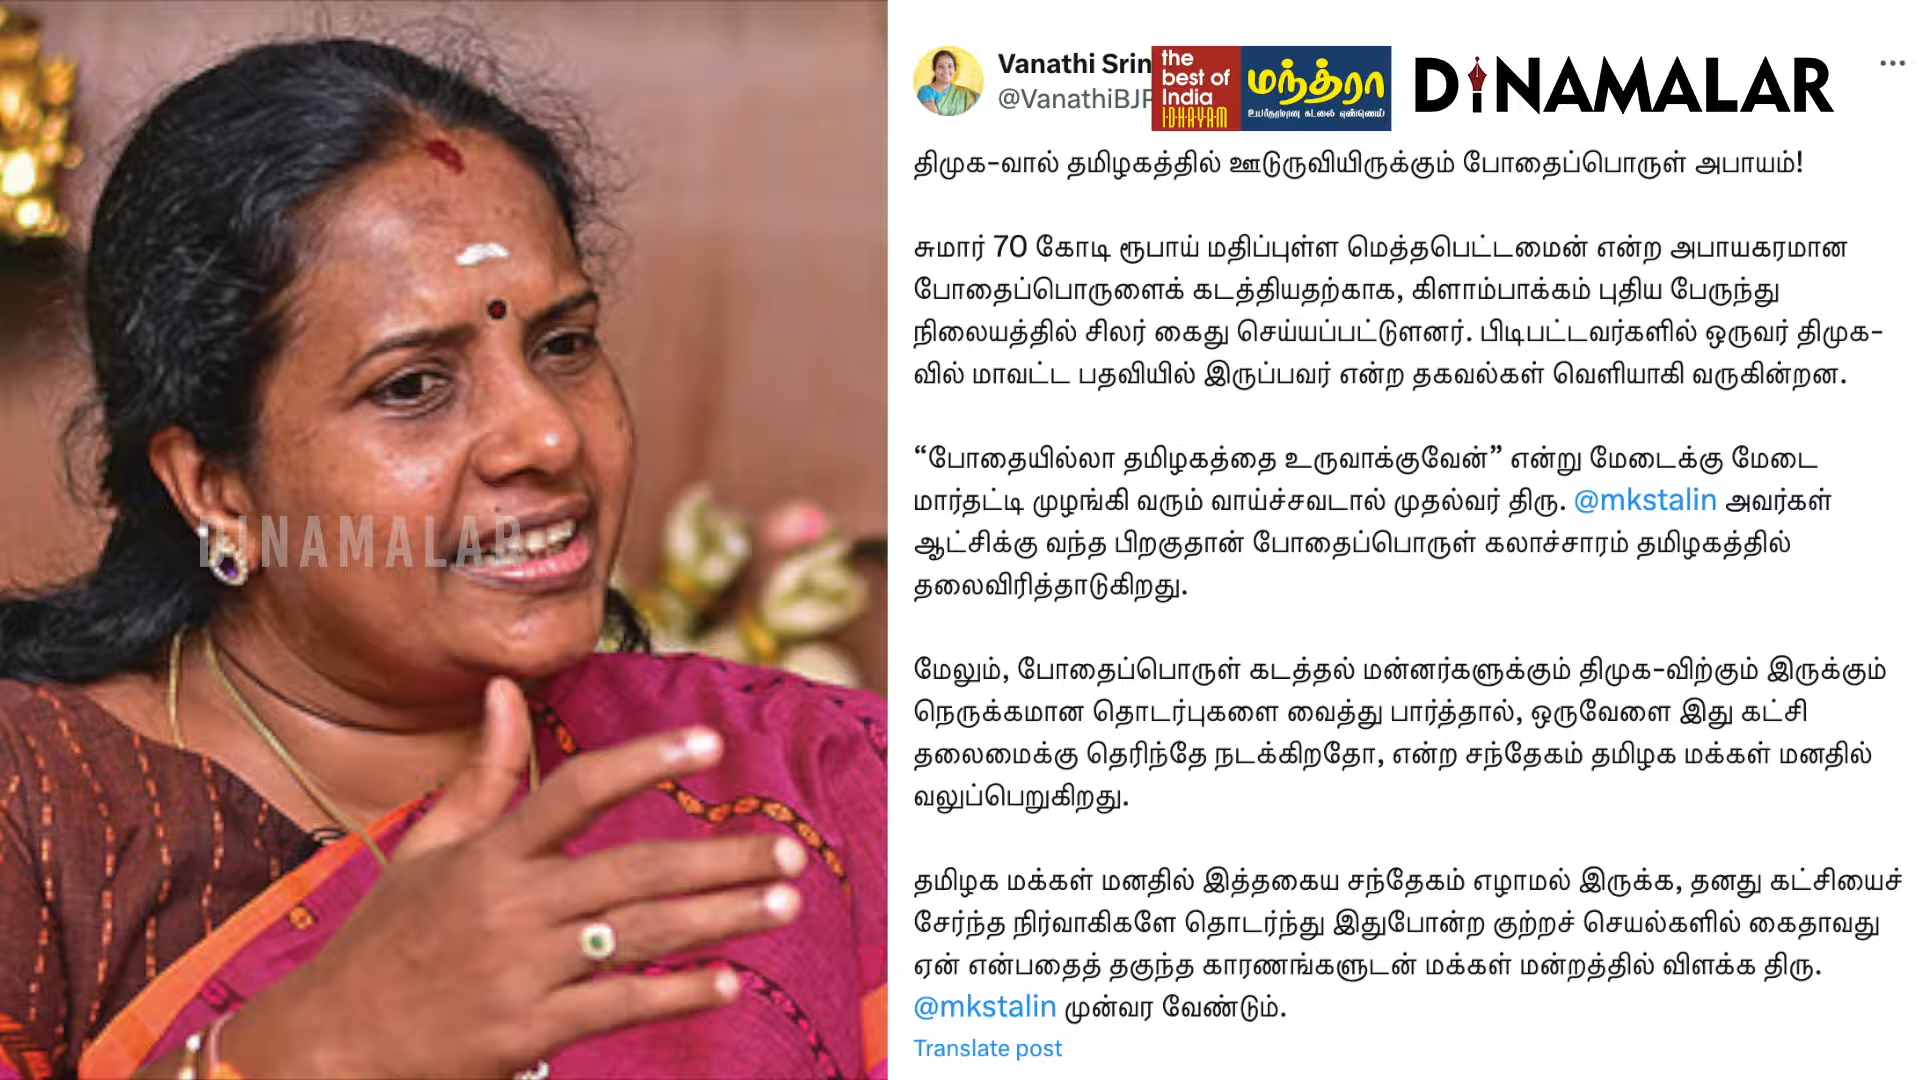 Vanathi Srin
@VanathiBJP
the
best of
India
IDHAYAM
மந்த்ரா
உயர்தரமான கடலை எண்ணெய்
DINAMALAR
திமுக-வால் தமிழகத்தில் ஊடுருவியிருக்கும் போதைப்பொருள் அபாயம்!
சுமார் 70 கோடி ரூபாய் மதிப்புள்ள மெத்தபெட்டமைன் என்ற அபாயகரமான
போதைப்பொருளைக் கடத்தியதற்காக, கிளாம்பாக்கம் புதிய பேருந்து
நிலையத்தில் சிலர் கைது செய்யப்பட்டுளனர். பிடிபட்டவர்களில் ஒருவர் திமுக-
வில் மாவட்ட பதவியில் இருப்பவர் என்ற தகவல்கள் வெளியாகி வருகின்றன.
“போதையில்லா தமிழகத்தை உருவாக்குவேன்” என்று மேடைக்கு மேடை
மார்தட்டி முழங்கி வரும் வாய்ச்சவடால் முதல்வர் திரு. @mkstalin அவர்கள்
ஆட்சிக்கு வந்த பிறகுதான் போதைப்பொருள் கலாச்சாரம் தமிழகத்தில்
தலைவிரித்தாடுகிறது.
மேலும், போதைப்பொருள் கடத்தல் மன்னர்களுக்கும் திமுக-விற்கும் இருக்கும்
நெருக்கமான தொடர்புகளை வைத்து பார்த்தால், ஒருவேளை இது கட்சி
தலைமைக்கு தெரிந்தே நடக்கிறதோ, என்ற சந்தேகம் தமிழக மக்கள் மனதில்
வலுப்பெறுகிறது.
தமிழக மக்கள் மனதில் இத்தகைய சந்தேகம் எழாமல் இருக்க, தனது கட்சியைச்
சேர்ந்த நிர்வாகிகளே தொடர்ந்து இதுபோன்ற குற்றச் செயல்களில் கைதாவது
ஏன் என்பதைத் தகுந்த காரணங்களுடன் மக்கள் மன்றத்தில் விளக்க திரு.
@mkstalin முன்வர வேண்டும்.
Translate post
DINAMALAR